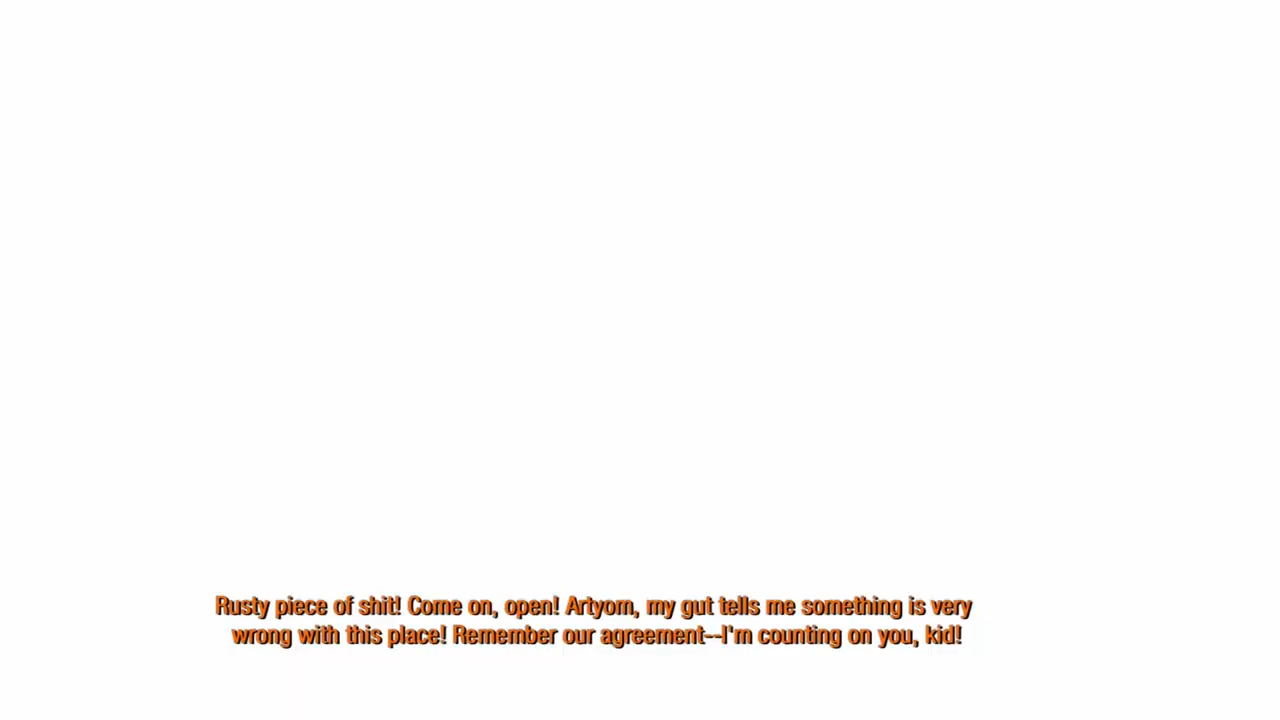 Rusty piece of shit! Come on, open! Artyom, my gut tells me something is very
wrong with this place! Remember our agreement--I'm counting on you, kid!